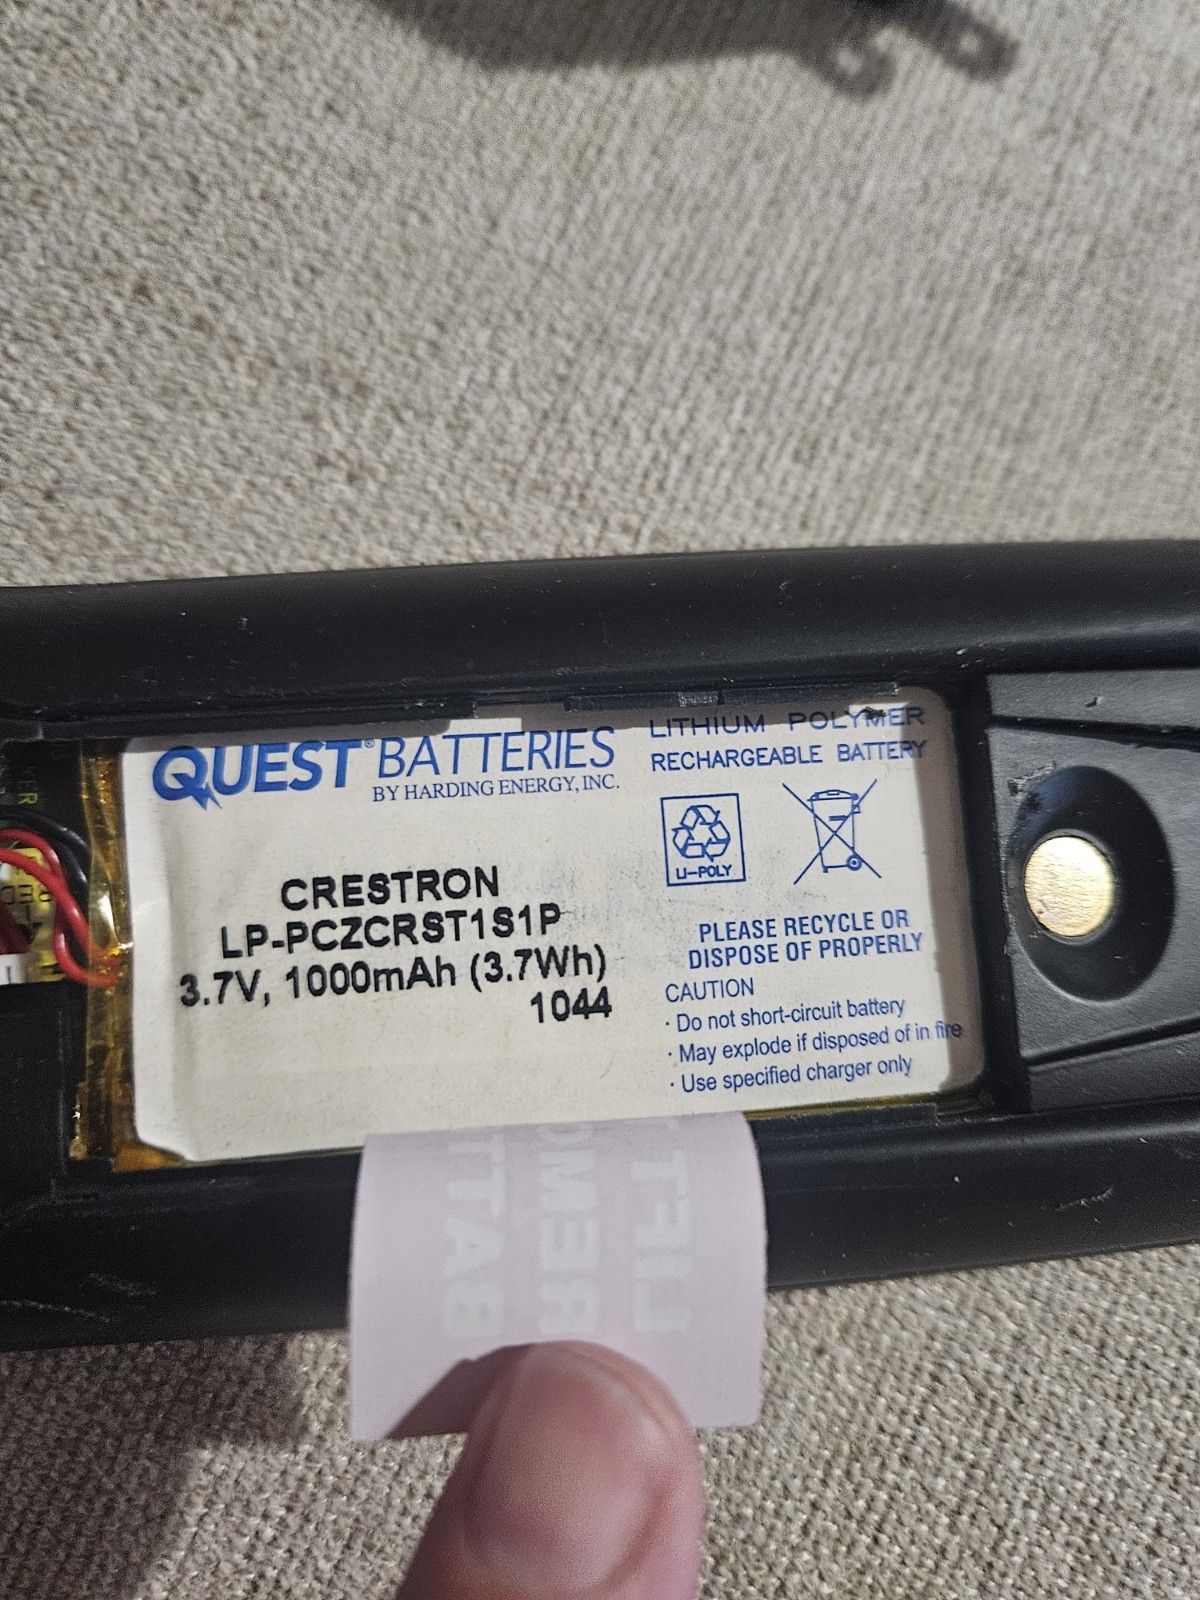 QUEST® BATTERIES
BY HARDING ENERGY, INC.
LITHIUM POLYMER
RECHARGEABLE BATTERY
LI-POLY
CRESTRON
LP-PCZCRST1S1P
3.7V, 1000mAh (3.7Wh)
1044
PLEASE RECYCLE OR
DISPOSE OF PROPERLY
CAUTION
· Do not short-circuit battery
· May explode if disposed of in fire
· Use specified charger only
RED